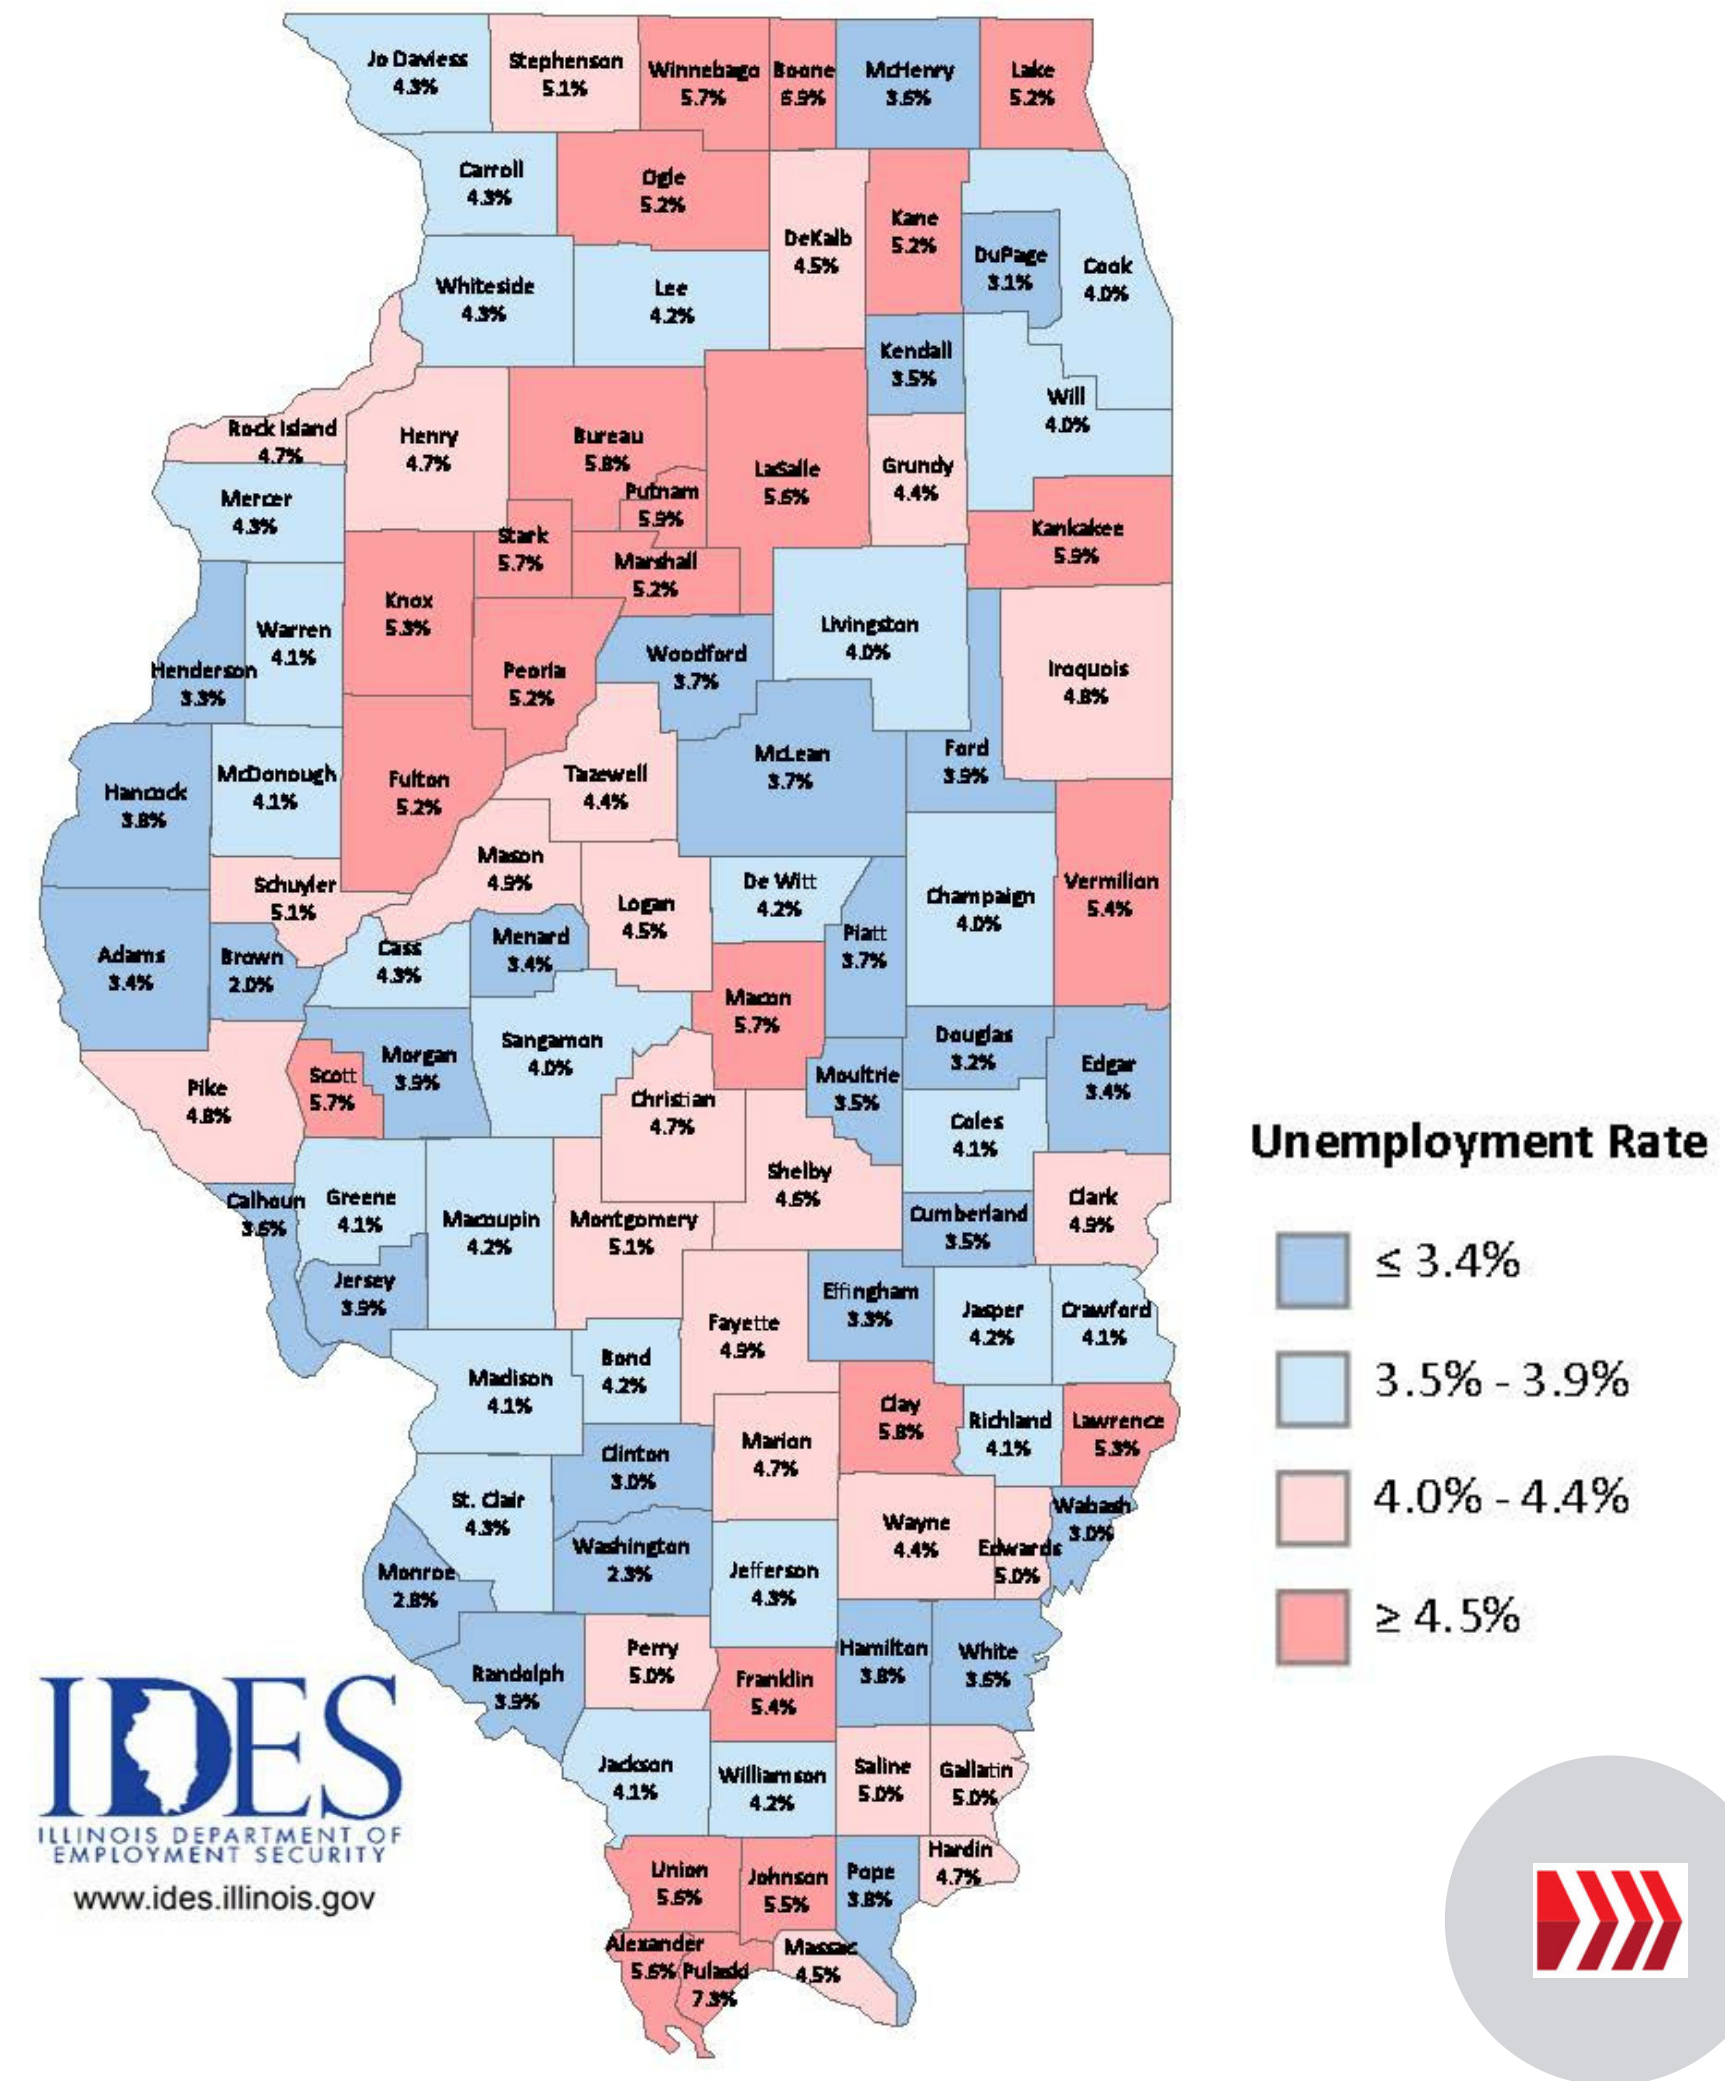 Jo Daviess
4.3%
Stephenson
5.1%
Winnebago
5.7%
Boone
6.9%
McHenry
3.6%
Lake
5.2%
Carroll
4.3%
Ogle
5.2%
DeKalb
4.5%
Kane
5.2%
DuPage
3.1%
Cook
4.0%
Whiteside
4.3%
Lee
4.2%
Kendall
3.5%
Will
4.0%
Rock Island
4.7%
Henry
4.7%
Bureau
5.8%
Putnam
5.9%
LaSalle
5.6%
Grundy
4.4%
Mercer
4.3%
Stark
5.7%
Marshall
5.2%
Kankakee
5.9%
Knox
5.3%
Warren
4.1%
Henderson
3.3%
Peoria
5.2%
Woodford
3.7%
Livingston
4.0%
Iroquois
4.8%
Hancock
3.8%
McDonough
4.1%
Fulton
5.2%
Tazewell
4.4%
McLean
3.7%
Ford
3.9%
Schuyler
5.1%
Mason
4.9%
Logan
4.5%
De Witt
4.2%
Piatt
3.7%
Champaign
4.0%
Vermilion
5.4%
Adams
3.4%
Brown
2.0%
Cass
4.3%
Menard
3.4%
Macon
5.7%
Pike
4.8%
Scott
5.7%
Morgan
3.9%
Sangamon
4.0%
Christian
4.7%
Moultrie
3.5%
Douglas
3.2%
Edgar
3.4%
Coles
4.1%
Shelby
4.6%
Calhoun
3.6%
Greene
4.1%
Macoupin
4.2%
Montgomery
5.1%
Cumberland
3.5%
Clark
4.9%
Jersey
3.9%
Fayette
4.9%
Effingham
3.3%
Jasper
4.2%
Crawford
4.1%
Madison
4.1%
Bond
4.2%
Clay
5.8%
Richland
4.1%
Lawrence
5.3%
Clinton
3.0%
Marion
4.7%
St. Clair
4.3%
Washington
2.3%
Jefferson
4.3%
Wayne
4.4%
Edwards
5.0%
Wabash
3.0%
Monroe
2.8%
Randolph
3.9%
Perry
5.0%
Franklin
5.4%
Hamilton
3.8%
White
3.6%
Jackson
4.1%
Williamson
4.2%
Saline
5.0%
Gallatin
5.0%
Union
5.6%
Johnson
5.5%
Pope
3.8%
Hardin
4.7%
Alexander
5.6%
Pulaski
7.3%
Massac
4.5%
Unemployment Rate
≤ 3.4%
3.5% - 3.9%
4.0% - 4.4%
≥ 4.5%
IDES
ILLINOIS DEPARTMENT OF
EMPLOYMENT SECURITY
www.ides.illinois.gov